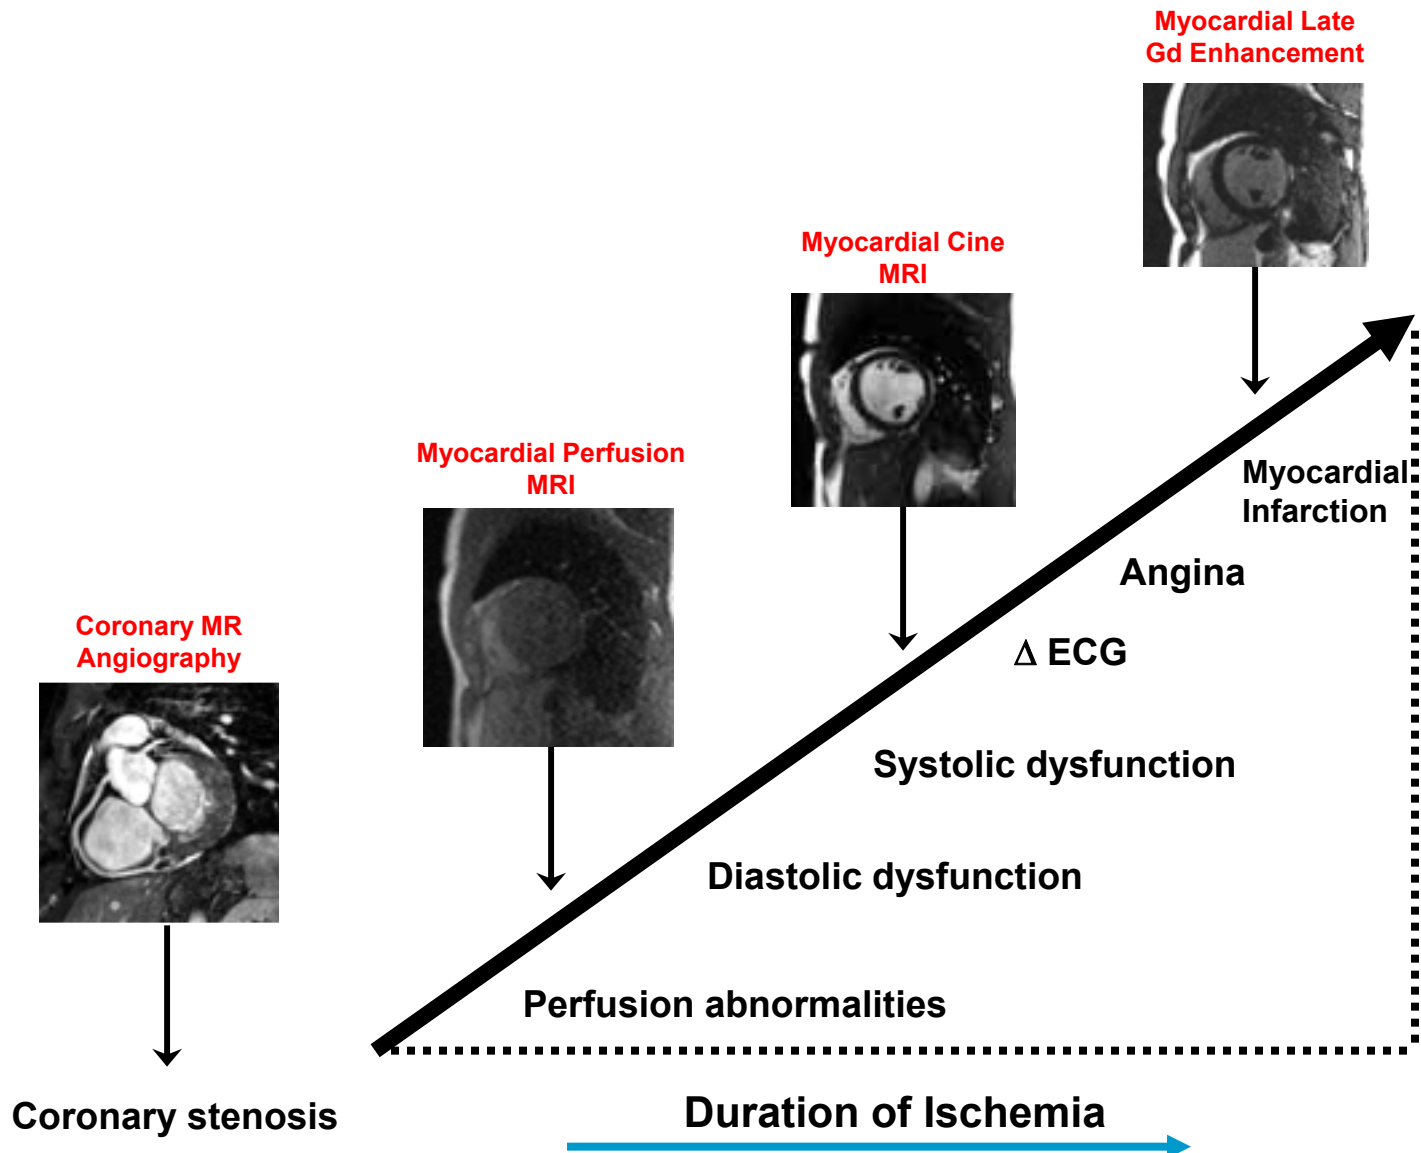 Myocardial Late
Gd Enhancement
Myocardial Cine
MRI
Myocardial Perfusion
MRI
Coronary MR
Angiography
Myocardial
Infarction
Angina
Δ ECG
Systolic dysfunction
Diastolic dysfunction
Perfusion abnormalities
Coronary stenosis
Duration of Ischemia